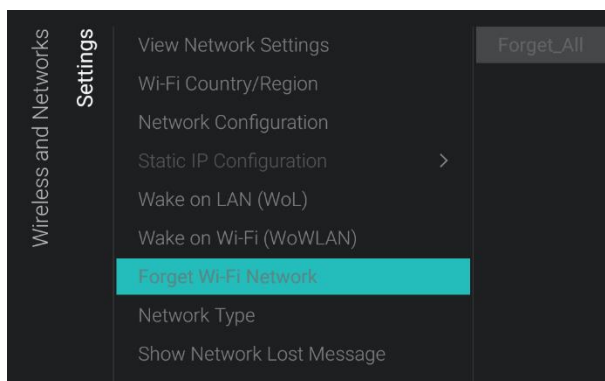 Wireless and Networks
Settings
View Network Settings
Wi-Fi Country/Region
Network Configuration
Static IP Configuration
Wake on LAN (WoL)
Wake on Wi-Fi (WoWLAN)
Forget Wi-Fi Network
Network Type
Show Network Lost Message
Forget_All